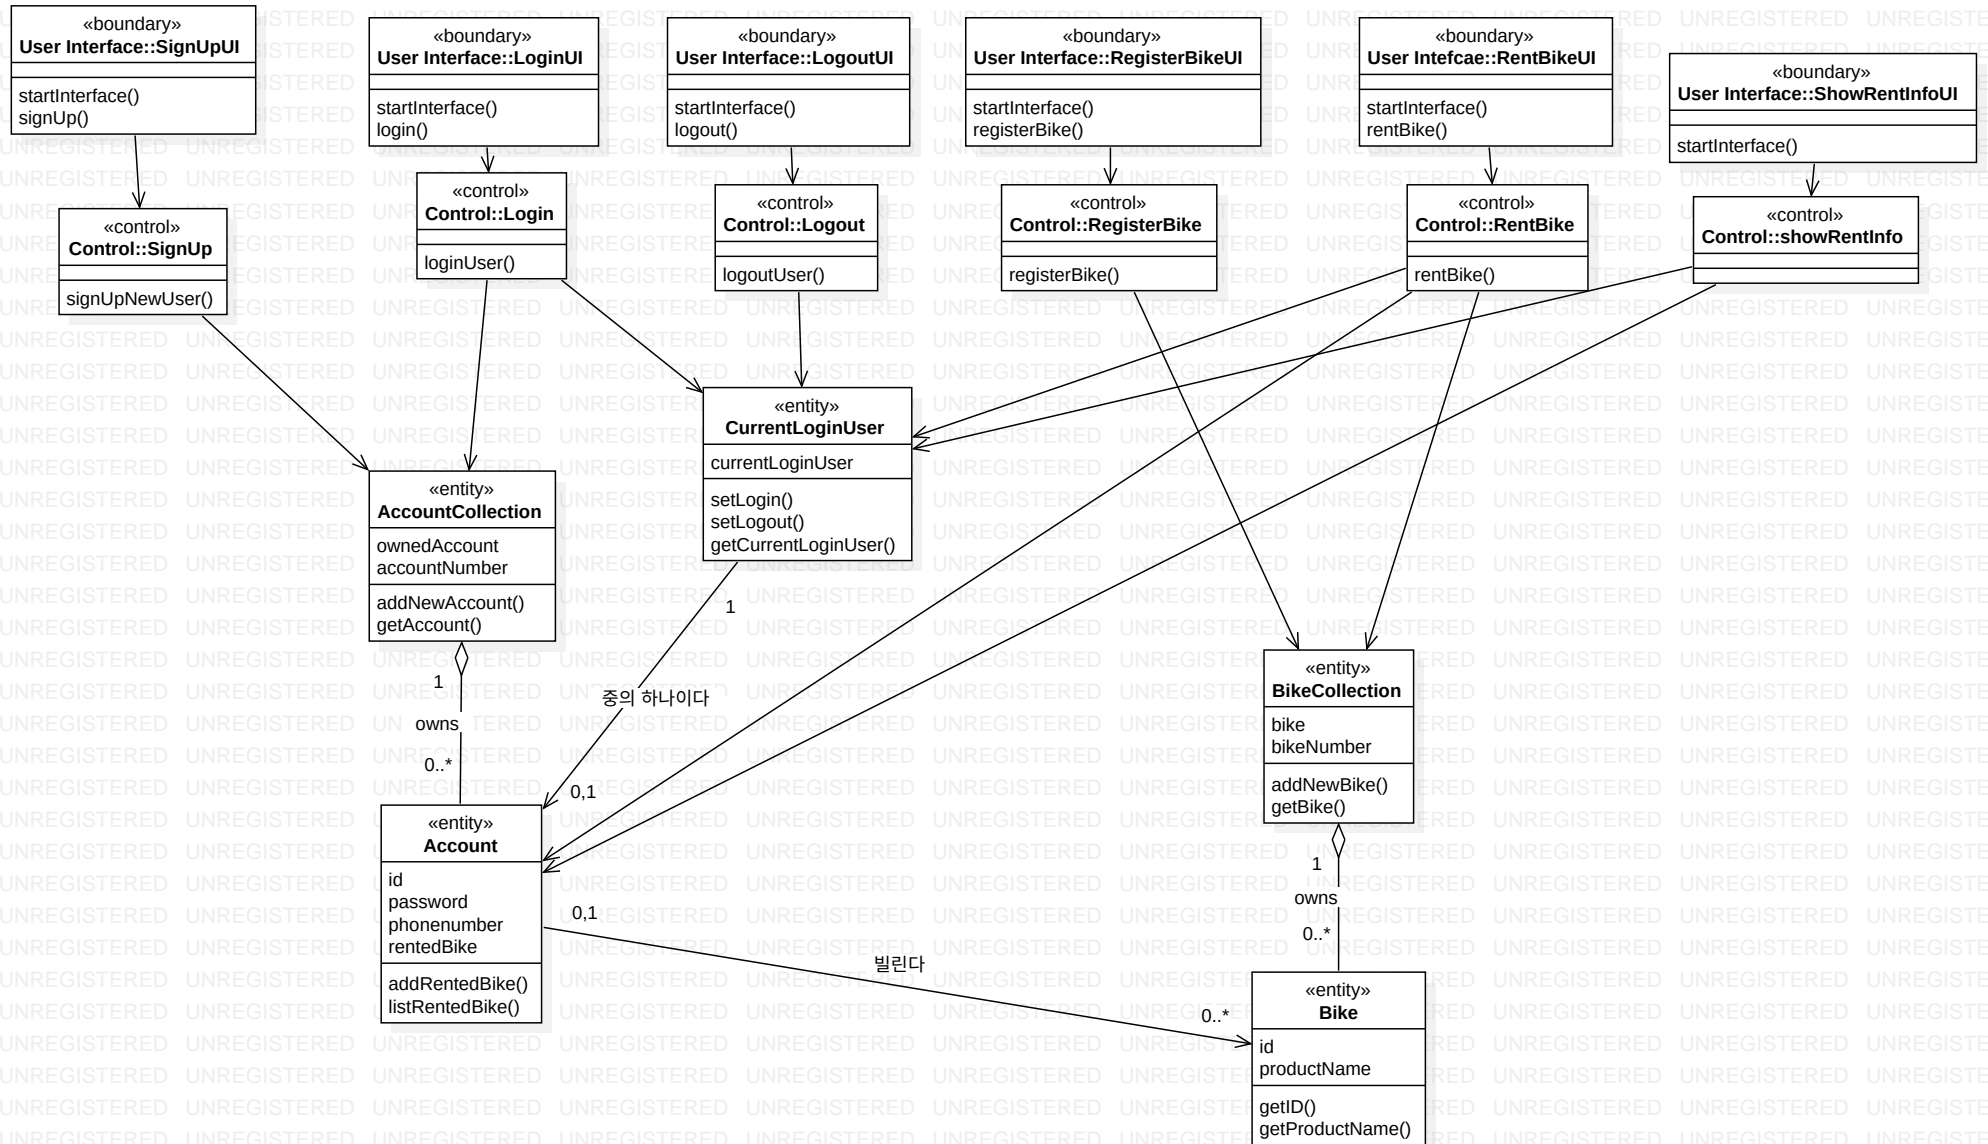 «boundary»
User Interface::SignUpUI
startInterface()
signUp()
«boundary»
User Interface::LoginUI
startInterface()
login()
«boundary»
User Interface::LogoutUI
startInterface()
logout()
«boundary»
User Interface::RegisterBikeUI
startInterface()
registerBike()
«boundary»
User Intefcae::RentBikeUI
startInterface()
rentBike()
«boundary»
User Interface::ShowRentInfoUI
startInterface()
«control»
Control::SignUp
signUpNewUser()
«control»
Control::Login
loginUser()
«control»
Control::Logout
logoutUser()
«control»
Control::RegisterBike
registerBike()
«control»
Control::RentBike
rentBike()
«control»
Control::showRentInfo
«entity»
CurrentLoginUser
currentLoginUser
setLogin()
setLogout()
getCurrentLoginUser()
«entity»
AccountCollection
ownedAccount
accountNumber
addNewAccount()
getAccount()
1
중의 하나이다
0,1
1
owns
0..*
«entity»
BikeCollection
bike
bikeNumber
addNewBike()
getBike()
1
owns
0..*
«entity»
Account
id
password
phonenumber
rentedBike
addRentedBike()
listRentedBike()
0,1
빌린다
0..*
«entity»
Bike
id
productName
getID()
getProductName()
UNREGISTERED